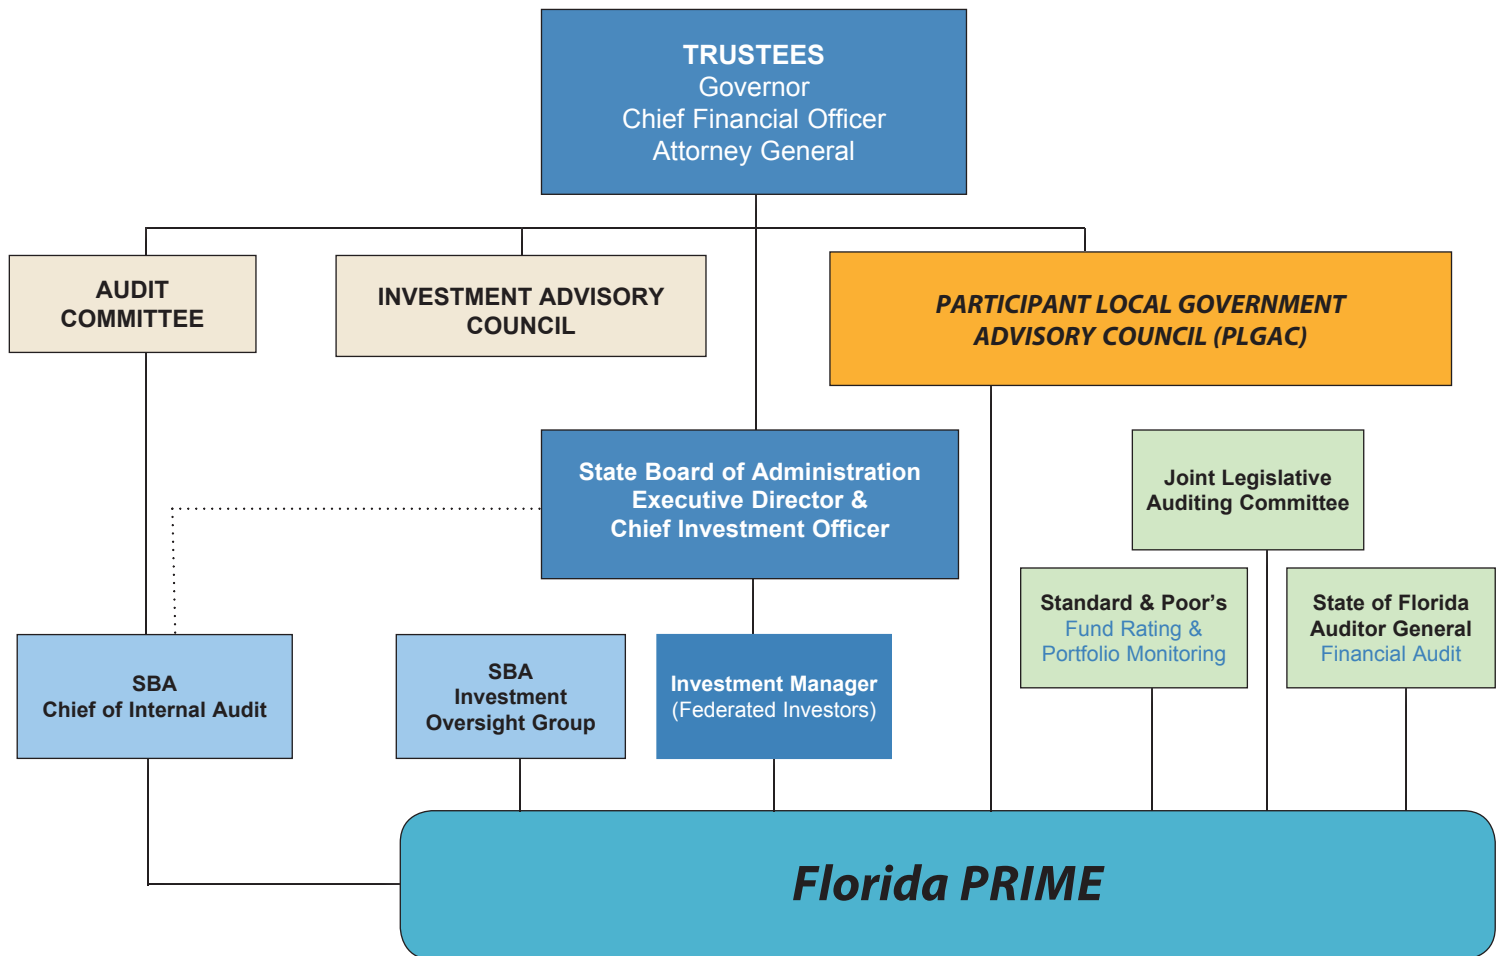 TRUSTEES
Governor
Chief Financial Officer
Attorney General
AUDIT
COMMITTEE
INVESTMENT ADVISORY
COUNCIL
PARTICIPANT LOCAL GOVERNMENT
ADVISORY COUNCIL (PLGAC)
State Board of Administration
Executive Director &
Chief Investment Officer
Joint Legislative
Auditing Committee
Standard & Poor's
Fund Rating &
Portfolio Monitoring
State of Florida
Auditor General
Financial Audit
SBA
Chief of Internal Audit
SBA
Investment
Oversight Group
Investment Manager
(Federated Investors)
Florida PRIME